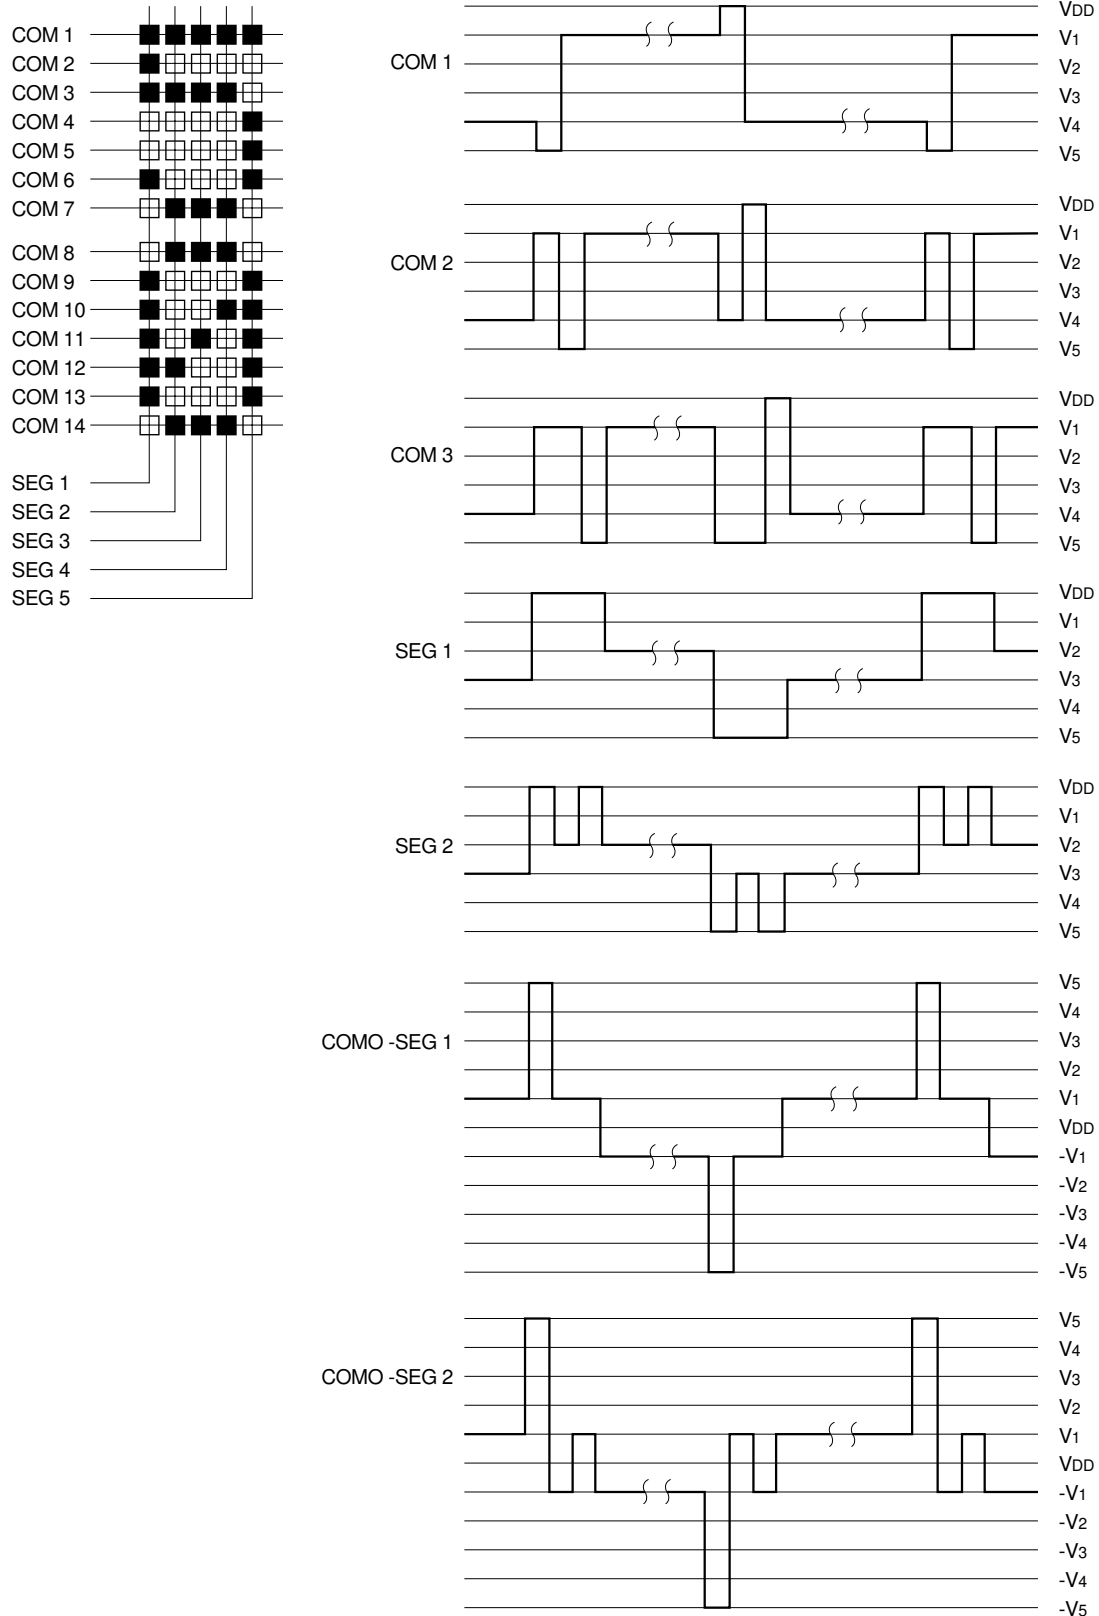 COM 1
COM 2
COM 3
COM 4
COM 5
COM 6
COM 7
COM 8
COM 9
COM 10
COM 11
COM 12
COM 13
COM 14
SEG 1
SEG 2
SEG 3
SEG 4
SEG 5
COM 1
VDD
V1
V2
V3
V4
V5
COM 2
VDD
V1
V2
V3
V4
V5
COM 3
VDD
V1
V2
V3
V4
V5
SEG 1
VDD
V1
V2
V3
V4
V5
SEG 2
VDD
V1
V2
V3
V4
V5
COMO -SEG 1
V5
V4
V3
V2
V1
VDD
-V1
-V2
-V3
-V4
-V5
COMO -SEG 2
V5
V4
V3
V2
V1
VDD
-V1
-V2
-V3
-V4
-V5